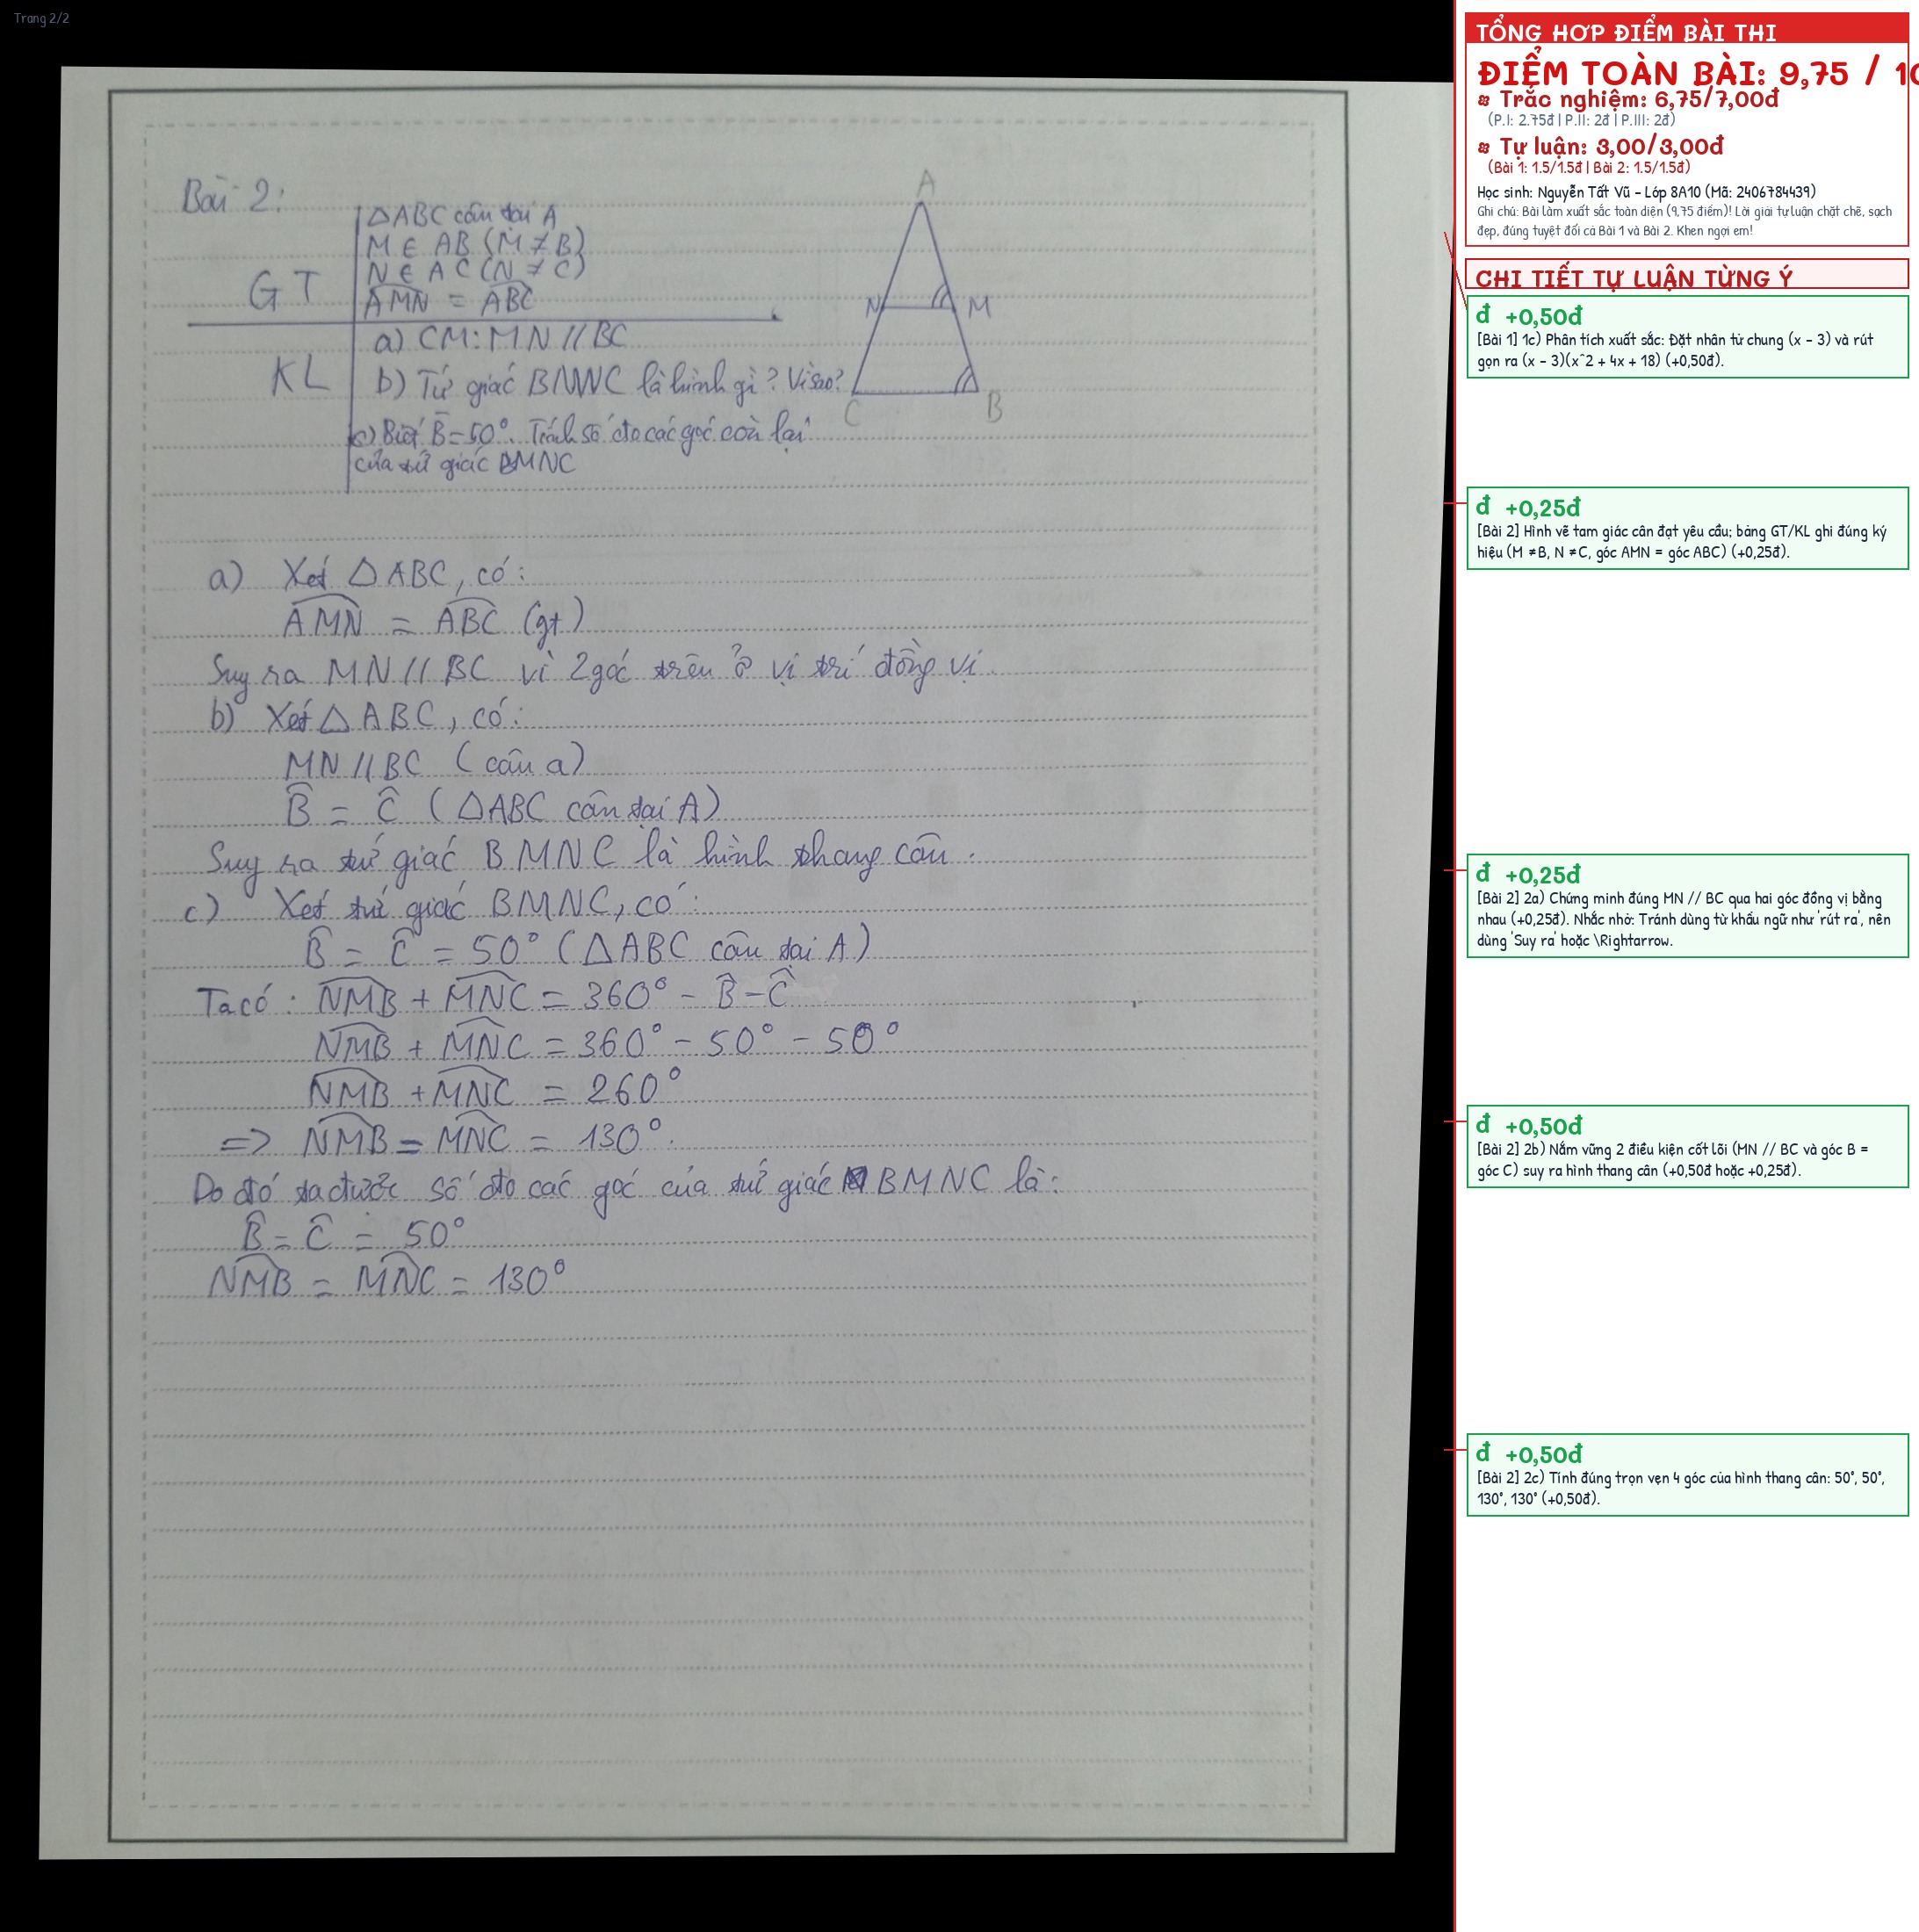 Trang 2/2
Bài 2:
GT
△ABC cân tại A
M ∈ AB (M ≠ B)
N ∈ AC (N ≠ C)
AMN = ABC
KL
a) CM: MN // BC
b) Tứ giác BMNC là hình gì? Vì sao?
c) Biết B = 50°. Tính số đo các góc còn lại
của tứ giác BMNC
A
N
M
C
B
a) Xét △ABC, có:
AMN = ABC (gt)
Suy ra MN // BC vì 2 góc trên ở vị trí đồng vị.
b) Xét △ABC, có:
MN // BC (câu a)
B = C (△ABC cân tại A)
Suy ra tứ giác BMNC là hình thang cân.
c) Xét tứ giác BMNC, có:
B = C = 50° (△ABC cân tại A)
Ta có: NMB + MNC = 360° - B - C
NMB + MNC = 360° - 50° - 50°
NMB + MNC = 260°
=> NMB = MNC = 130°.
Do đó ta được số đo các góc của tứ giác BMNC là:
B = C = 50°
NMB = MNC = 130°
TỔNG HỢP ĐIỂM BÀI THI
ĐIỂM TOÀN BÀI: 9,75 / 10
Trắc nghiệm: 6,75/7,00đ
(P.I: 2.75đ | P.II: 2đ | P.III: 2đ)
Tự luận: 3,00/3,00đ
(Bài 1: 1.5/1.5đ | Bài 2: 1.5/1.5đ)
Học sinh: Nguyễn Tất Vũ - Lớp 8A10 (Mã: 2406784439)
Ghi chú: Bài làm xuất sắc toàn diện (9,75 điểm)! Lời giải tự luận chặt chẽ, sạch
đẹp, đúng tuyệt đối cả Bài 1 và Bài 2. Khen ngợi em!
CHI TIẾT TỰ LUẬN TỪNG Ý
đ +0,50đ
[Bài 1] 1c) Phân tích xuất sắc: Đặt nhân tử chung (x - 3) và rút
gọn ra (x - 3)(x^2 + 4x + 18) (+0,50đ).
đ +0,25đ
[Bài 2] Hình vẽ tam giác cân đạt yêu cầu; bảng GT/KL ghi đúng ký
hiệu (M ≠ B, N ≠ C, góc AMN = góc ABC) (+0,25đ).
đ +0,25đ
[Bài 2] 2a) Chứng minh đúng MN // BC qua hai góc đồng vị bằng
nhau (+0,25đ). Nhắc nhở: Tránh dùng từ khẩu ngữ như 'rút ra', nên
dùng 'Suy ra' hoặc \Rightarrow.
đ +0,50đ
[Bài 2] 2b) Nắm vững 2 điều kiện cốt lõi (MN // BC và góc B =
góc C) suy ra hình thang cân (+0,50đ hoặc +0,25đ).
đ +0,50đ
[Bài 2] 2c) Tính đúng trọn vẹn 4 góc của hình thang cân: 50°, 50°,
130°, 130° (+0,50đ).